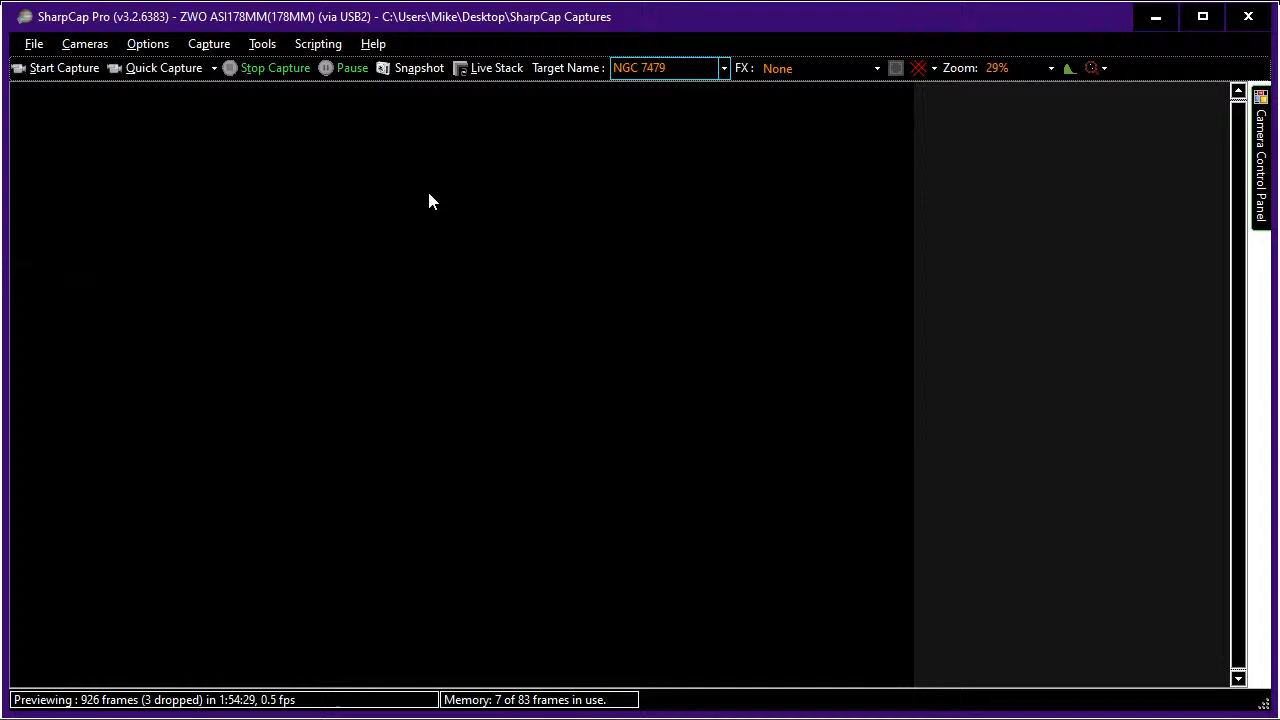 SharpCap Pro (v3.2.6383) - ZWO ASI178MM(178MM) (via USB2) - C:\Users\Mike\Desktop\SharpCap Captures
File Cameras Options Capture Tools Scripting Help
Start Capture Quick Capture Stop Capture Pause Snapshot Live Stack Target Name : NGC 7479 FX : None Zoom: 29%
Camera Control Panel
Previewing : 926 frames (3 dropped) in 1:54:29, 0.5 fps Memory: 7 of 83 frames in use.